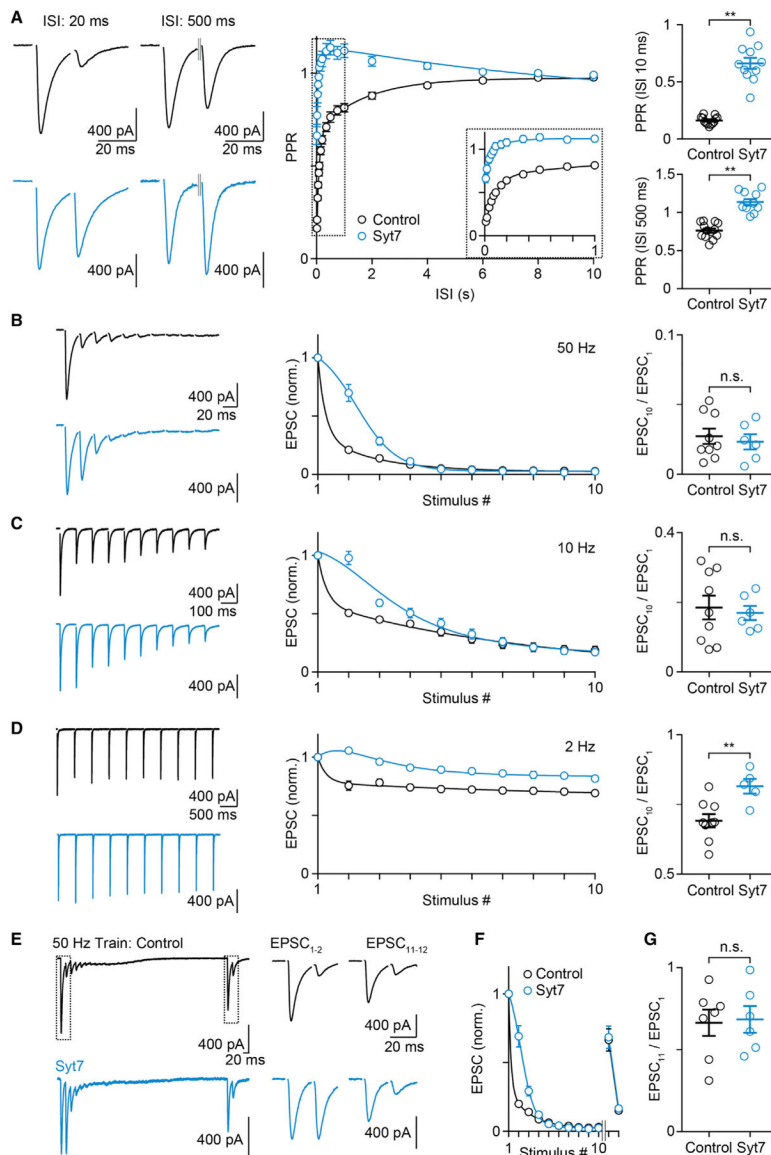 A
ISI: 20 ms
ISI: 500 ms
400 pA
20 ms
400 pA
20 ms
400 pA
400 pA
PPR
1
0
Control
Syt7
1
0
0
1
0
2
4
6
8
10
ISI (s)
PPR (ISI 10 ms)
1
0.5
0
**
Control Syt7
PPR (ISI 500 ms)
1.5
1
0.5
0
**
Control Syt7
B
400 pA
20 ms
400 pA
EPSC (norm.)
1
0
50 Hz
1
10
Stimulus #
EPSC10 / EPSC1
0.1
0
n.s.
Control Syt7
C
400 pA
100 ms
400 pA
EPSC (norm.)
1
0
10 Hz
1
10
Stimulus #
EPSC10 / EPSC1
0.4
0.2
0
n.s.
Control Syt7
D
400 pA
500 ms
400 pA
EPSC (norm.)
1
0
2 Hz
1
10
Stimulus #
EPSC10 / EPSC1
1
0.5
**
Control Syt7
E
50 Hz Train: Control
EPSC1-2
EPSC11-12
400 pA
20 ms
400 pA
20 ms
Syt7
400 pA
400 pA
F
Control
Syt7
EPSC (norm.)
1
0
1
10
Stimulus #
G
n.s.
EPSC11 / EPSC1
1
0.5
0
Control Syt7